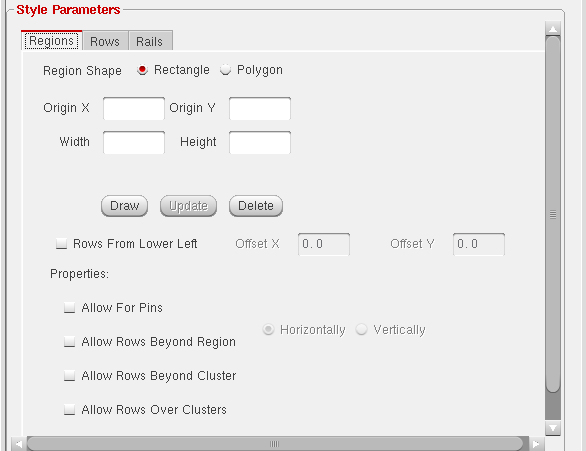 Style Parameters
Regions Rows Rails
Region Shape Rectangle Polygon
Origin X Origin Y
Width Height
Draw Update Delete
Rows From Lower Left Offset X 0.0 Offset Y 0.0
Properties:
Allow For Pins
Horizontally Vertically
Allow Rows Beyond Region
Allow Rows Beyond Cluster
Allow Rows Over Clusters